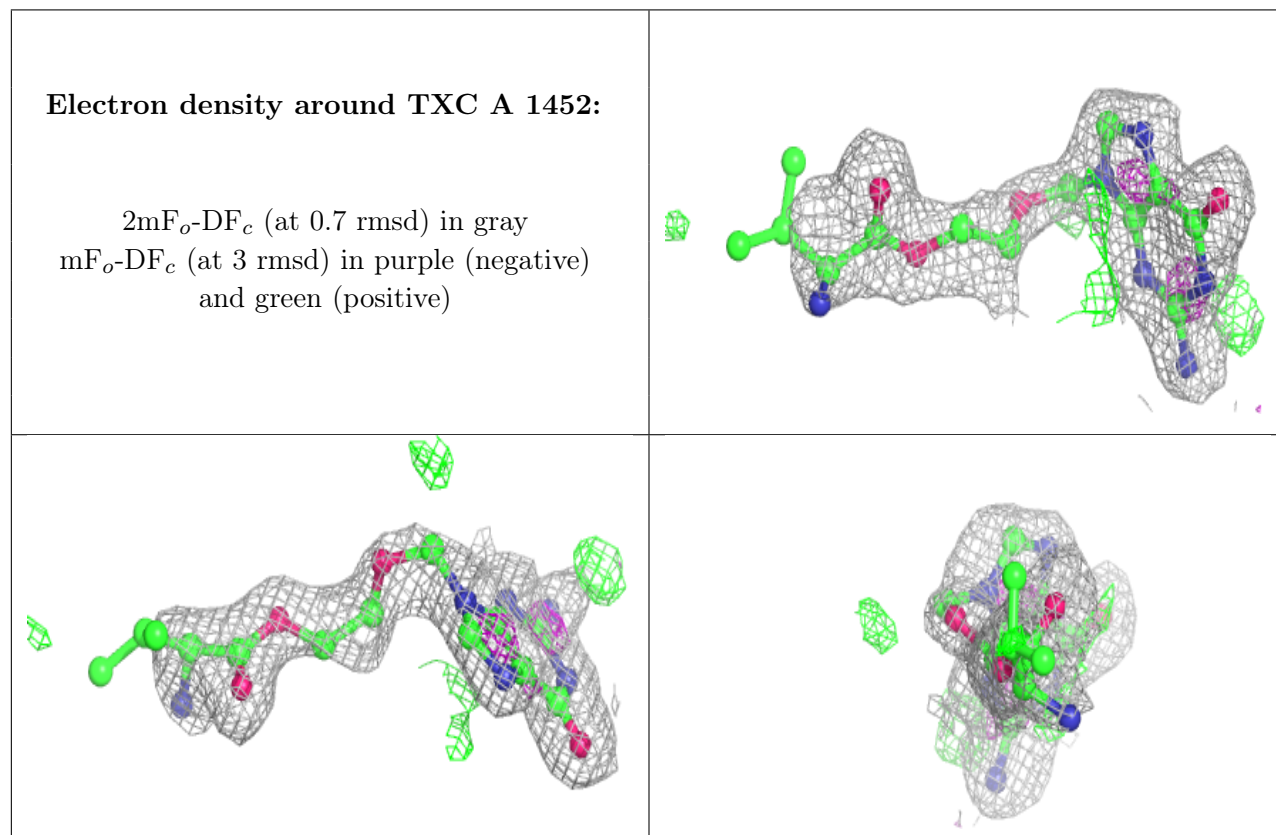 Electron density around TXC A 1452:
2mFo-DFc (at 0.7 rmsd) in gray
mFo-DFc (at 3 rmsd) in purple (negative)
and green (positive)